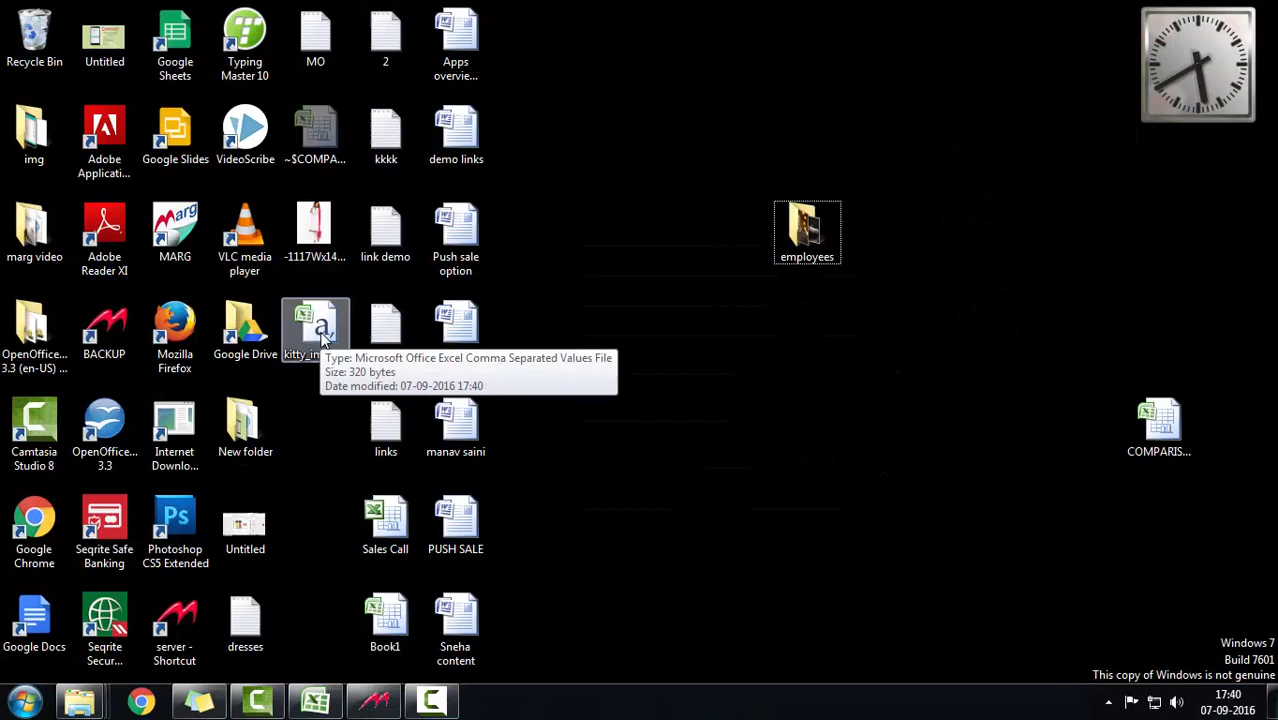 Recycle Bin
Untitled
Google
Sheets
Typing
Master 10
MO
2
Apps
overvie...
img
Adobe
Applicati...
Google Slides
VideoScribe
~$COMPA...
kkkk
demo links
marg video
Adobe
Reader XI
MARG
MARG
VLC media
player
-1117Wx14...
link demo
Push sale
option
employees
OpenOffice...
3.3 (en-US) ...
BACKUP
Mozilla
Firefox
Google Drive
Type: Microsoft Office Excel Comma Separated Values File
Size: 320 bytes
Date modified: 07-09-2016 17:40
Camtasia
Studio 8
OpenOffice...
3.3
Internet
Downlo...
New folder
links
manav saini
COMPARIS...
Google
Chrome
Seqrite Safe
Banking
Ps
Photoshop
CS5 Extended
Untitled
Sales Call
PUSH SALE
Google Docs
Seqrite
Secur...
server -
Shortcut
dresses
Book1
Sneha
content
Windows 7
Build 7601
This copy of Windows is not genuine
17:40
07-09-2016